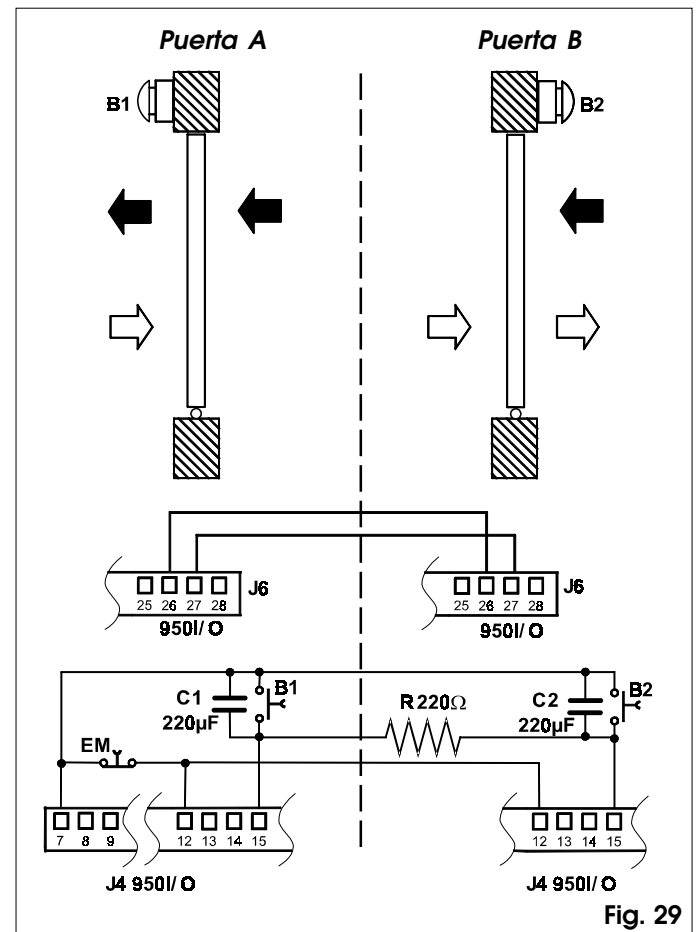 Puerta A Puerta B
B1 B2
J6 J6
25 26 27 28 25 26 27 28
950I/O 950I/O
C1 B1 R 220Ω C2 B2
220µF 220µF
EM
7 8 9 12 13 14 15 12 13 14 15
J4 950I/O J4 950I/O
Fig. 29